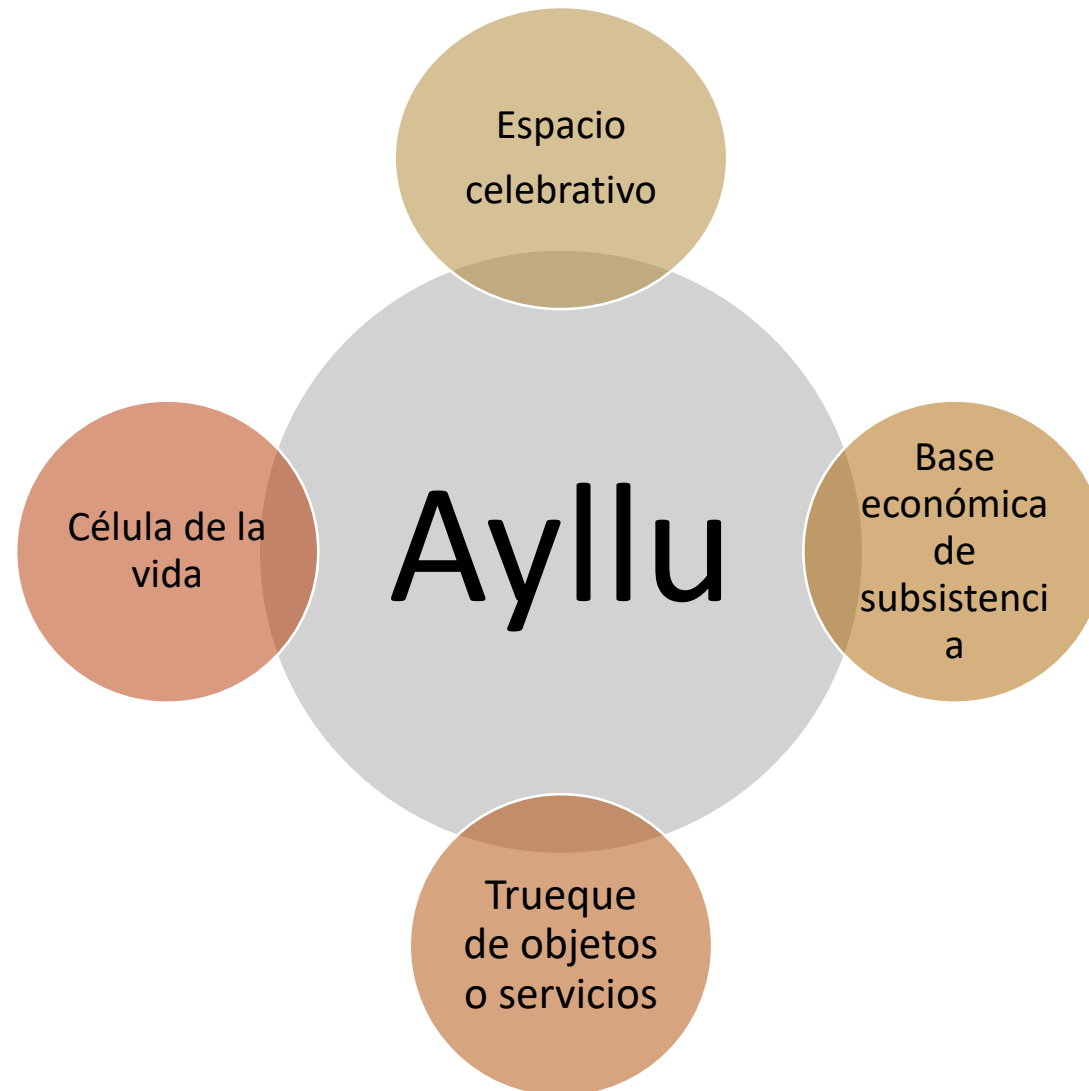 Espacio
celebrativo
Célula de la
vida
Ayllu
Base
económica
de
subsistenci
a
Trueque
de objetos
o servicios